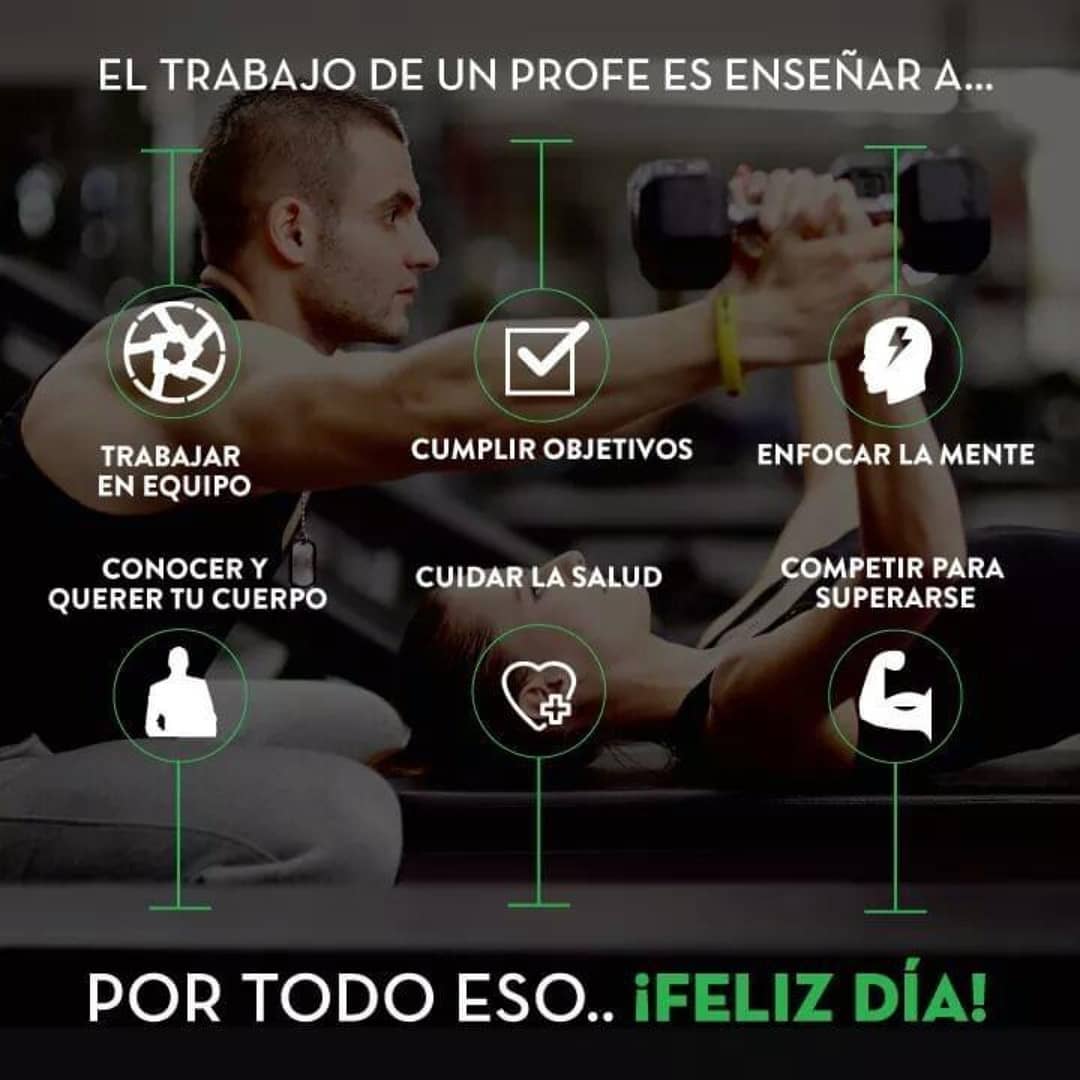 EL TRABAJO DE UN PROFE ES ENSEÑAR A...
TRABAJAR
EN EQUIPO
CUMPLIR OBJETIVOS
ENFOCAR LA MENTE
CONOCER Y
QUERER TU CUERPO
CUIDAR LA SALUD
COMPETIR PARA
SUPERARSE
POR TODO ESO.. ¡FELIZ DÍA!